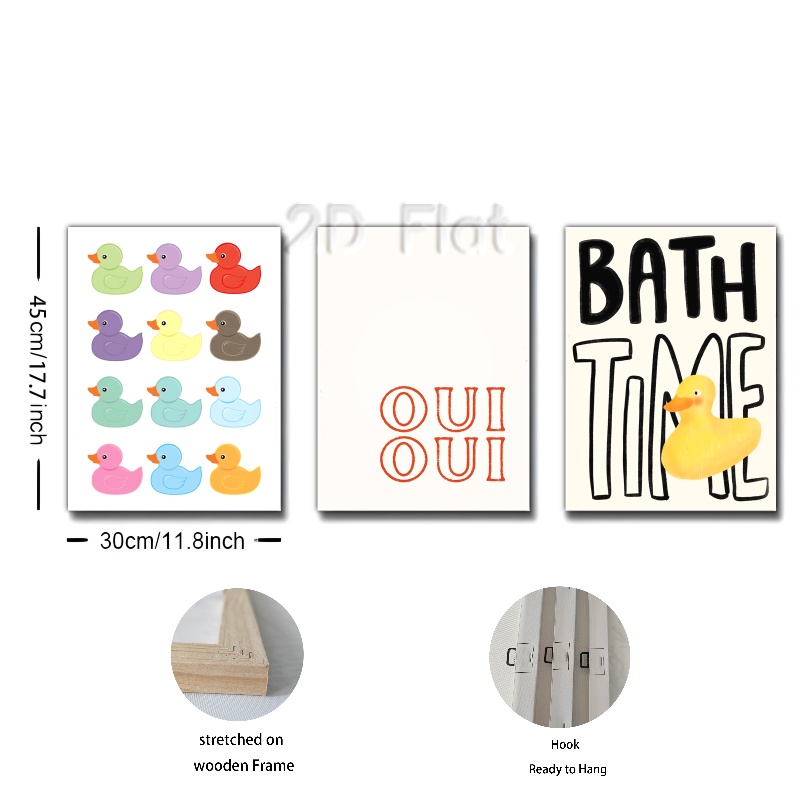 2D Flat
45cm/17.7inch
OUI
OUI
BATH
TIME
30cm/11.8inch
stretched on
wooden Frame
Hook
Ready to Hang